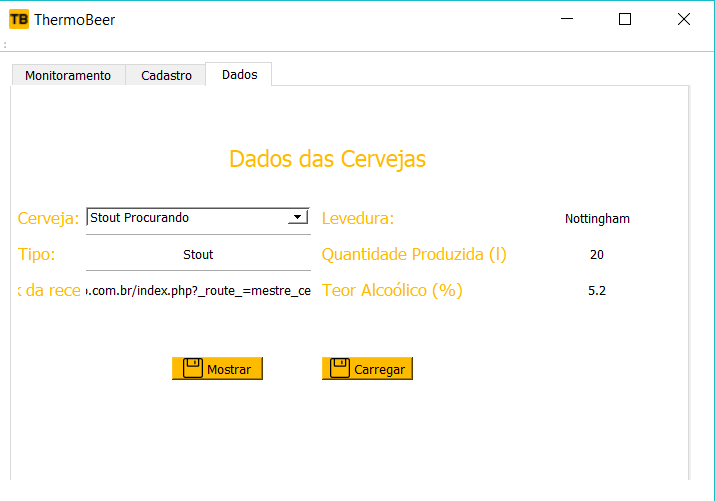 TB ThermoBeer
Monitoramento Cadastro Dados
Dados das Cervejas
Cerveja: Stout Procurando Levedura: Nottingham
Tipo: Stout Quantidade Produzida (l) 20
da rece .com.br/index.php?_route_=mestre_ce Teor Alcoólico (%) 5.2
Mostrar Carregar